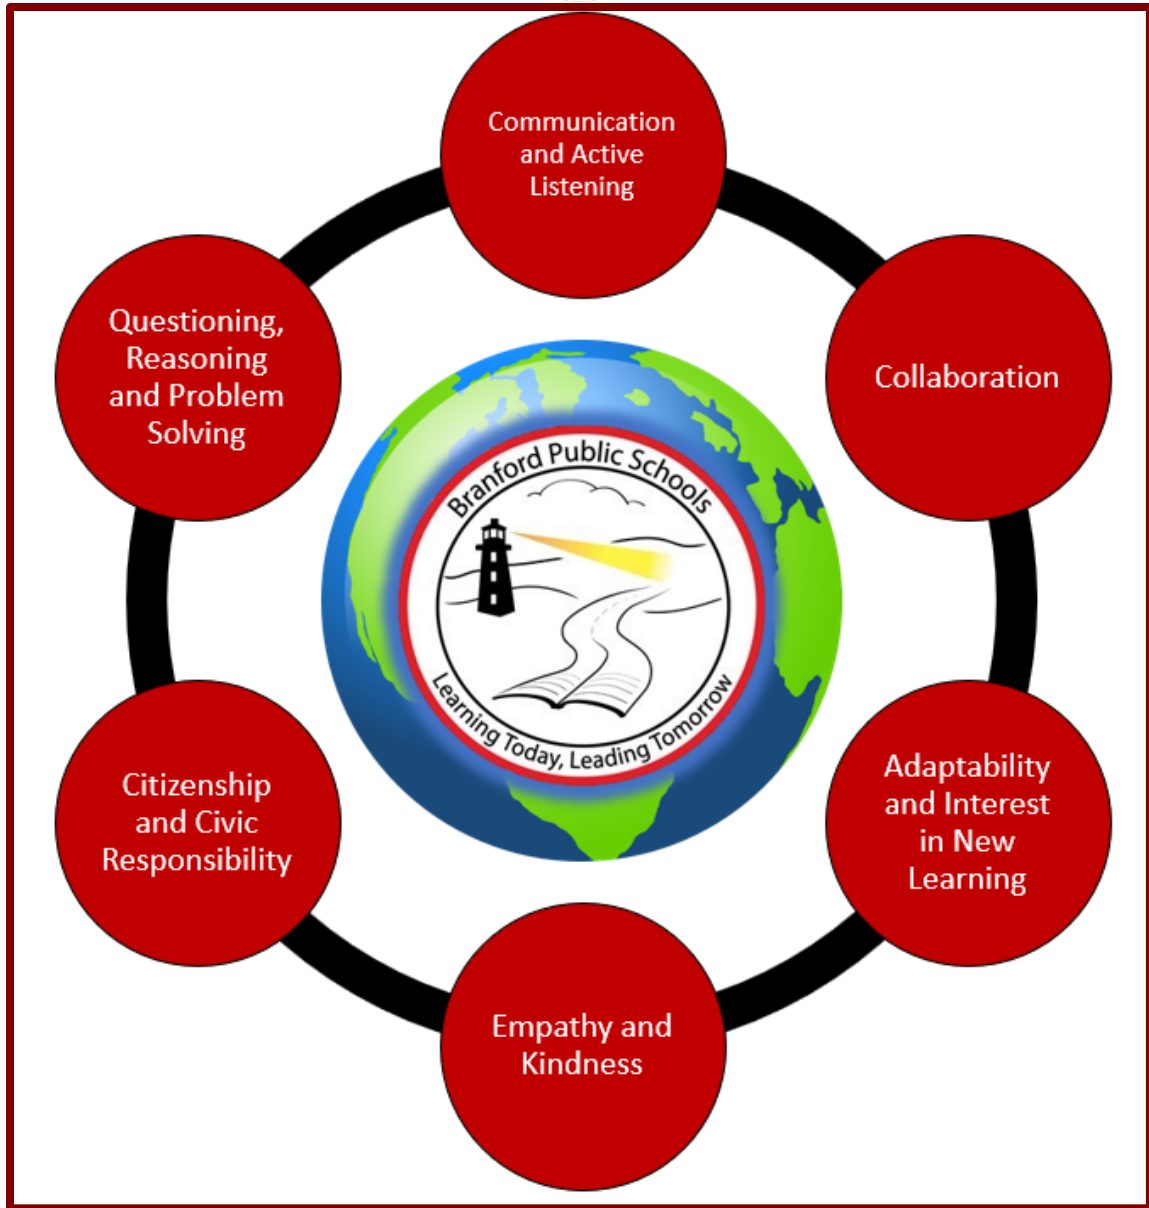 Communication
and Active
Listening
Collaboration
Adaptability
and Interest
in New
Learning
Empathy and
Kindness
Citizenship
and Civic
Responsibility
Questioning,
Reasoning
and Problem
Solving
Branford Public Schools
Learning Today, Leading Tomorrow